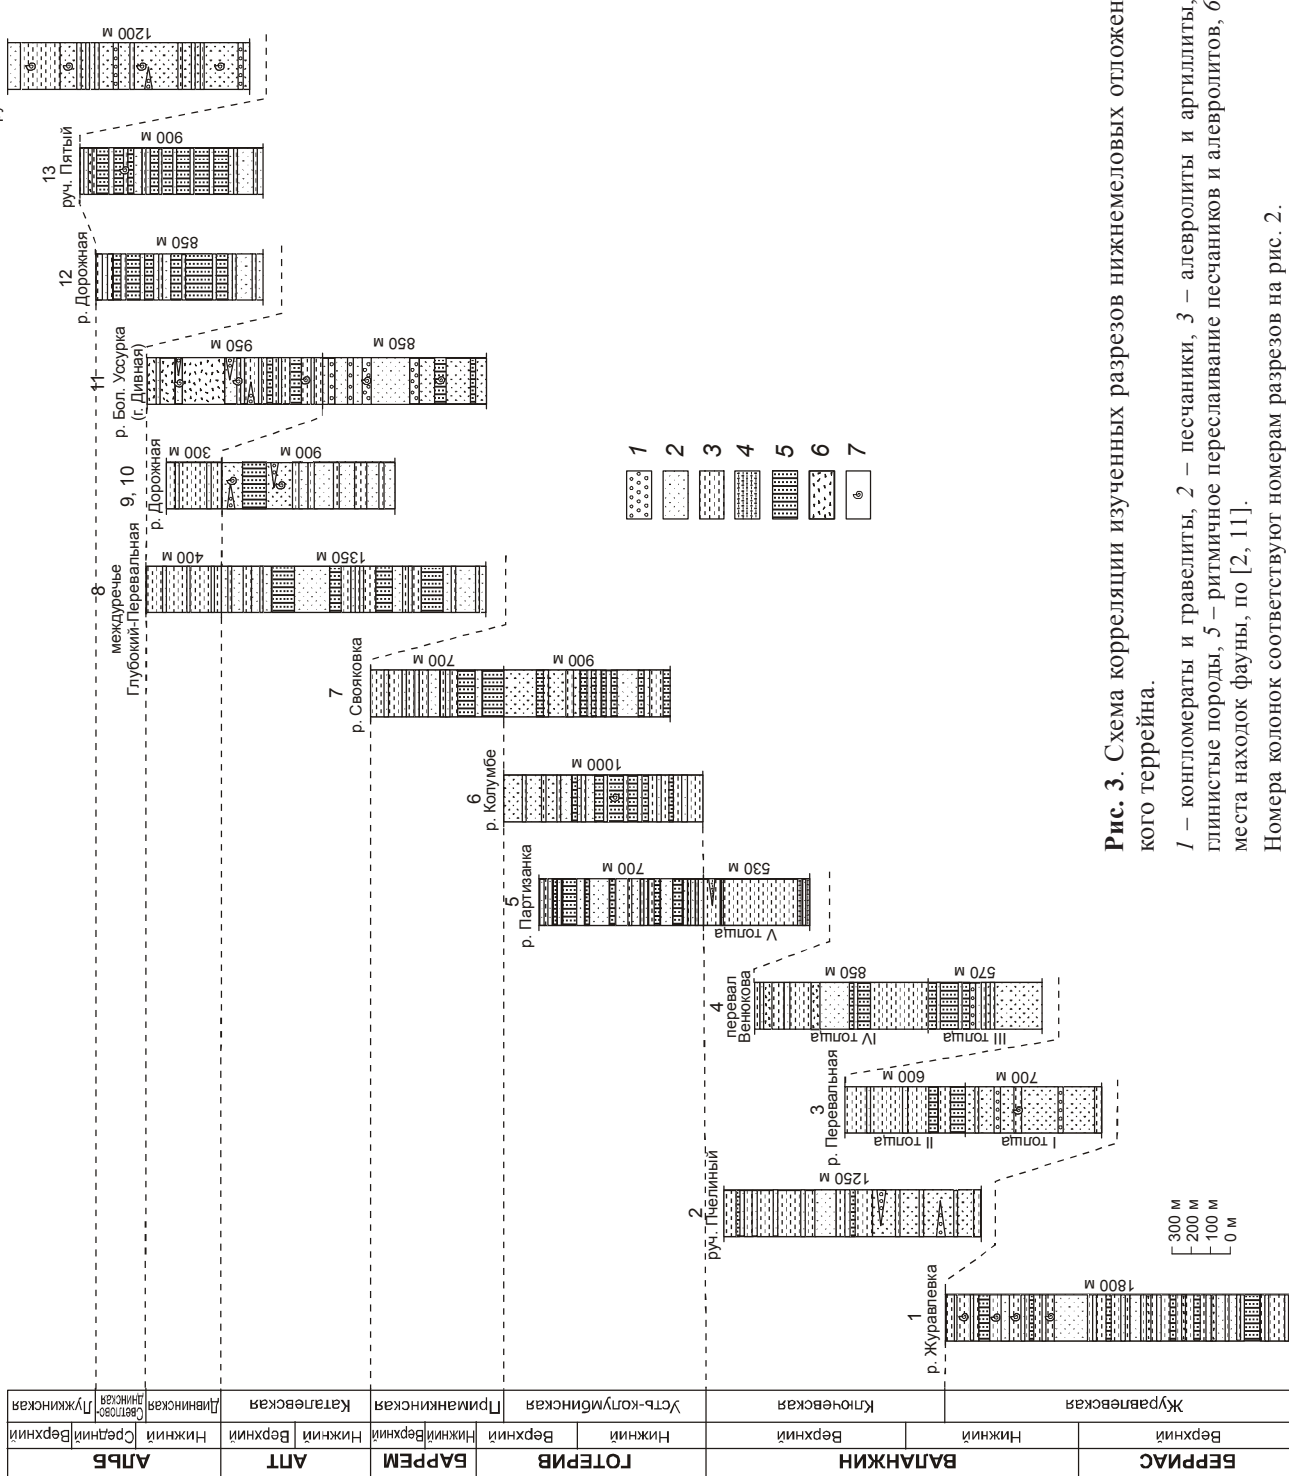 1200 м
13
руч. Пятый
900 м
12
р. Дорожная
850 м
11
р. Бол. Уссурка
(г. Дивная)
950 м
850 м
9, 10
р. Дорожная
300 м
900 м
8
междуречье
Глубокий-Перевальная
400 м
1350 м
7
р. Свояковка
700 м
900 м
6
р. Колумбе
1000 м
5
р. Партизанка
700 м
530 м
V толща
4
перевал
Венюкова
850 м
570 м
IV толща
III толща
3
р. Перевальная
600 м
700 м
II толща
I толща
2
руч. Пчелиный
1250 м
1
р. Журавлевка
1800 м
1
2
3
4
5
6
7
300 м
200 м
100 м
0 м
Лужкинская
Светловоднинская
Дивнинская
Каталевская
Приманкинская
Усть-колумбинская
Ключевская
Журавлевская
Верхний
Средний
Нижний
Верхний
Нижний
Верхний
Нижний
Верхний
Нижний
Верхний
Нижний
Верхний
АЛЬБ
АПТ
БАРРЕМ
ГОТЕРИВ
ВАЛАНЖИН
БЕРРИАС
Рис. 3. Схема корреляции изученных разрезов нижнемеловых отложен
кого террейна.
1 – конгломераты и гравелиты, 2 – песчаники, 3 – алевролиты и аргиллиты,
глинистые породы, 5 – ритмичное переслаивание песчаников и алевролитов, 6
места находок фауны, по [2, 11].
Номера колонок соответствуют номерам разрезов на рис. 2.